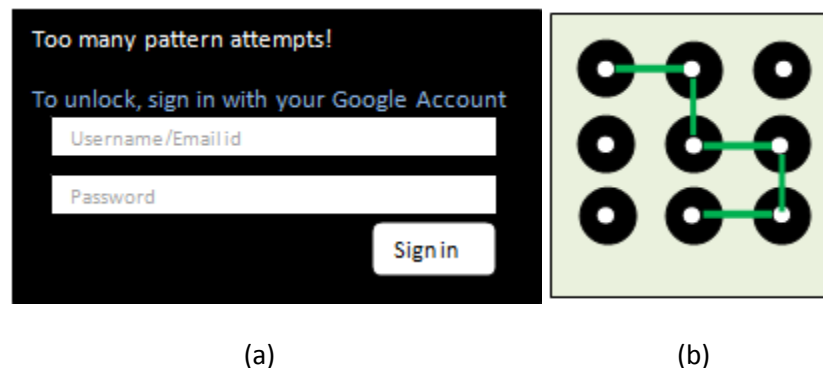 Too many pattern attempts!
To unlock, sign in with your Google Account
Username/Email id
Password
Sign in
(a)
(b)